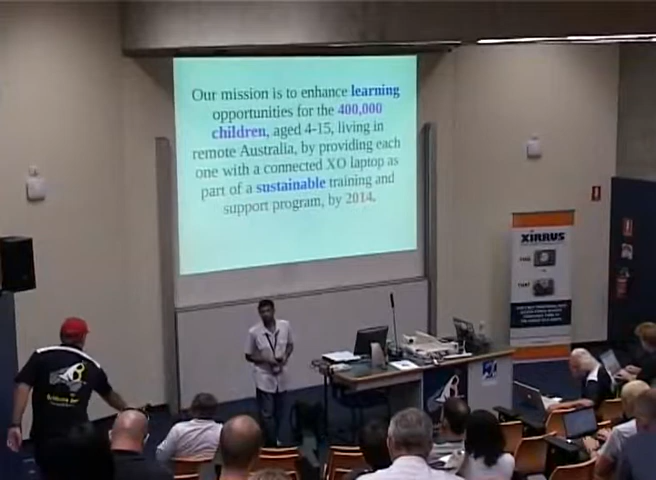 Our mission is to enhance learning
opportunities for the 400,000
children, aged 4-15, living in
remote Australia, by providing each
one with a connected XO laptop as
part of a sustainable training and
support program, by 2014.
XIRRUS
THIS
THAT